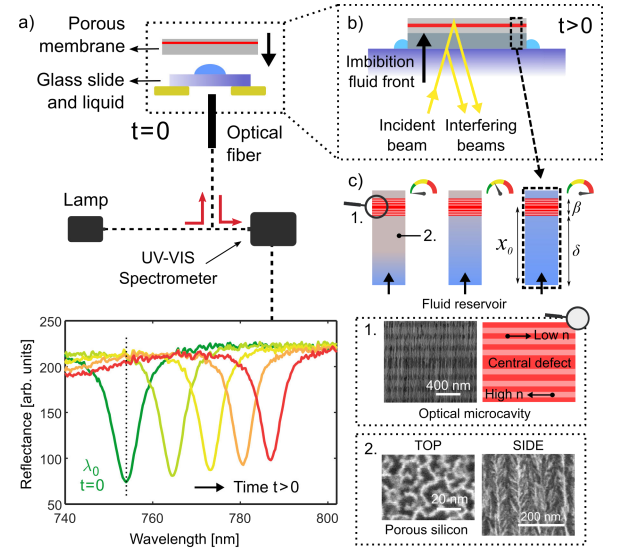 a)
Porous
membrane
Glass slide
and liquid
t=0
Optical
fiber
Lamp
UV-VIS
Spectrometer
b)
t>0
Imbibition
fluid front
Incident
beam
Interfering
beams
c)
1.
2.
x₀
β
δ
Fluid reservoir
1.
400 nm
Low n
Central defect
High n
Optical microcavity
2.
TOP
SIDE
20 nm
200 nm
Porous silicon
Reflectance [arb. units]
250
200
150
100
50
λ₀
t=0
Time t>0
740
760
780
800
Wavelength [nm]